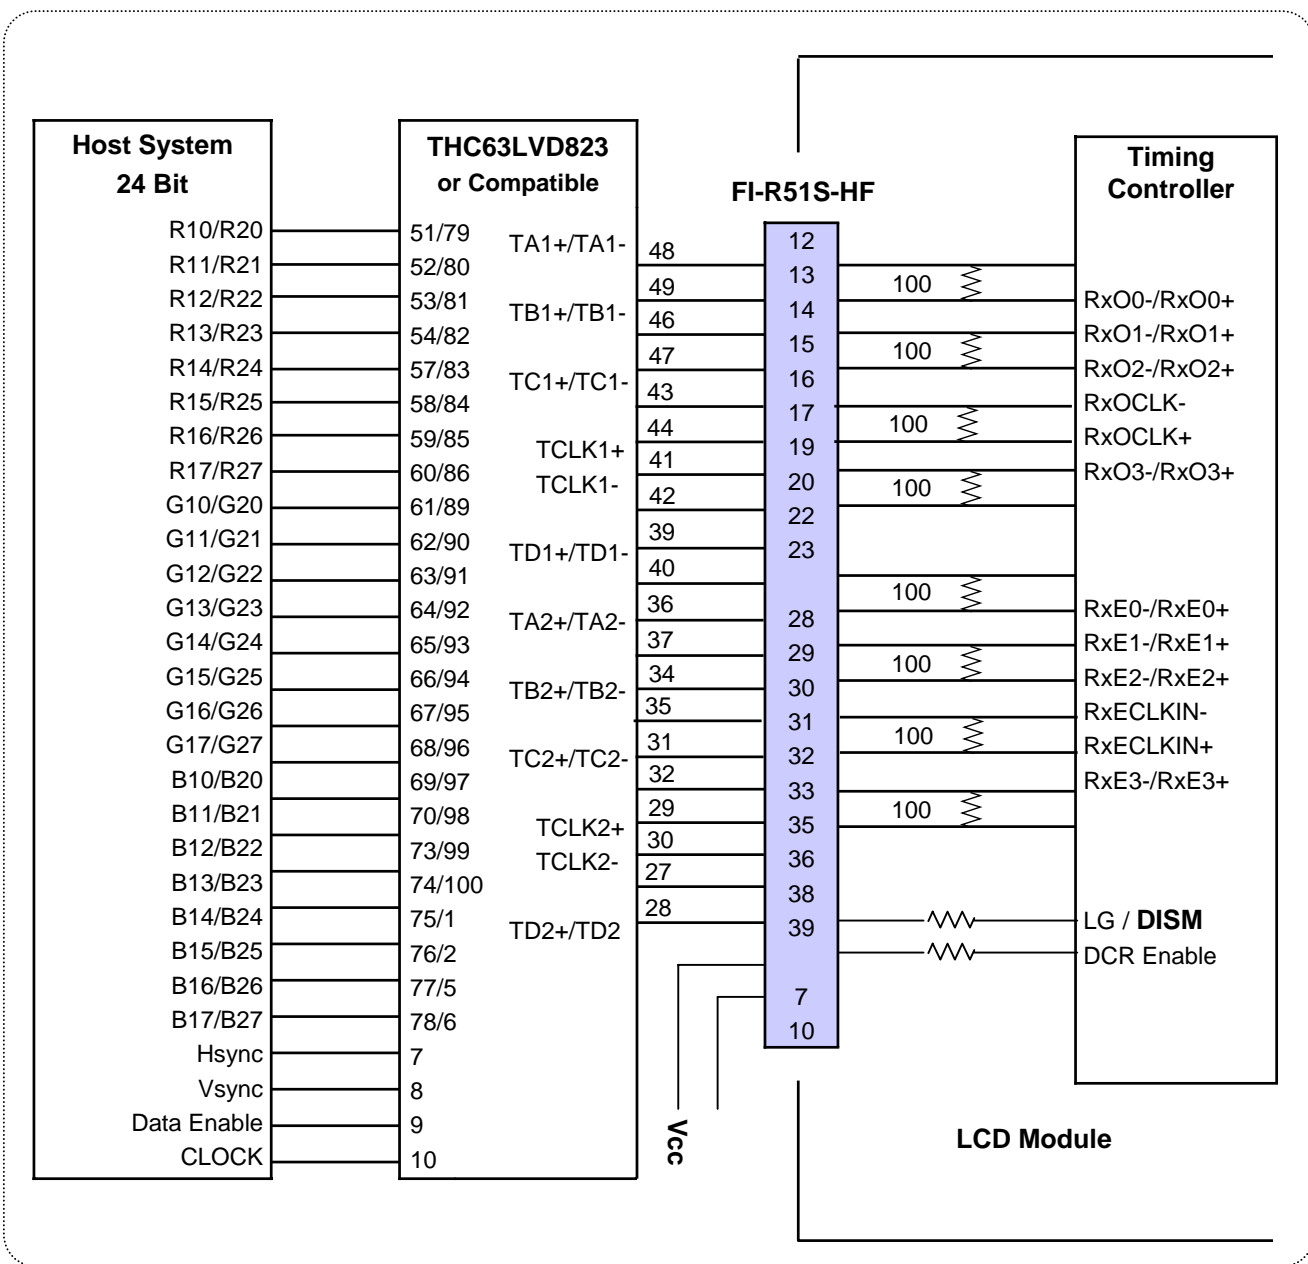 Host System
24 Bit
R10/R20
R11/R21
R12/R22
R13/R23
R14/R24
R15/R25
R16/R26
R17/R27
G10/G20
G11/G21
G12/G22
G13/G23
G14/G24
G15/G25
G16/G26
G17/G27
B10/B20
B11/B21
B12/B22
B13/B23
B14/B24
B15/B25
B16/B26
B17/B27
Hsync
Vsync
Data Enable
CLOCK
THC63LVD823
or Compatible
51/79
52/80
53/81
54/82
57/83
58/84
59/85
60/86
61/89
62/90
63/91
64/92
65/93
66/94
67/95
68/96
69/97
70/98
73/99
74/100
75/1
76/2
77/5
78/6
7
8
9
10
TA1+/TA1-
TB1+/TB1-
TC1+/TC1-
TCLK1+
TCLK1-
TD1+/TD1-
TA2+/TA2-
TB2+/TB2-
TC2+/TC2-
TCLK2+
TCLK2-
TD2+/TD2
48
49
46
47
43
44
41
42
39
40
36
37
34
35
31
32
29
30
27
28
Vcc
FI-R51S-HF
12
13
14
15
16
17
19
20
22
23
28
29
30
31
32
33
35
36
38
39
7
10
100
100
100
100
100
100
100
100
Timing
Controller
RxO0-/RxO0+
RxO1-/RxO1+
RxO2-/RxO2+
RxOCLK-
RxOCLK+
RxO3-/RxO3+
RxE0-/RxE0+
RxE1-/RxE1+
RxE2-/RxE2+
RxECLKIN-
RxECLKIN+
RxE3-/RxE3+
LG / DISM
DCR Enable
LCD Module